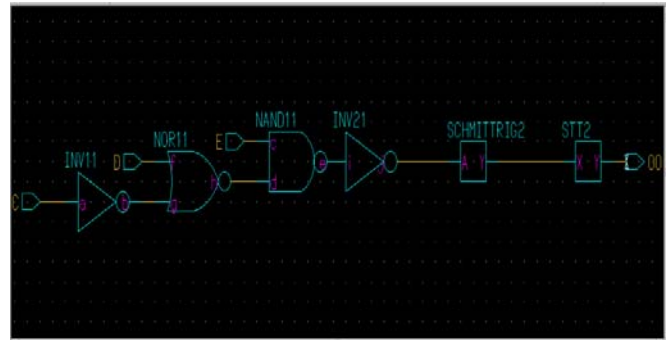 NAND11
INV21
NOR11
E
SCHMITTRIG2
STT2
INV11
D
A Y
X Y
OO
d
C
a
b